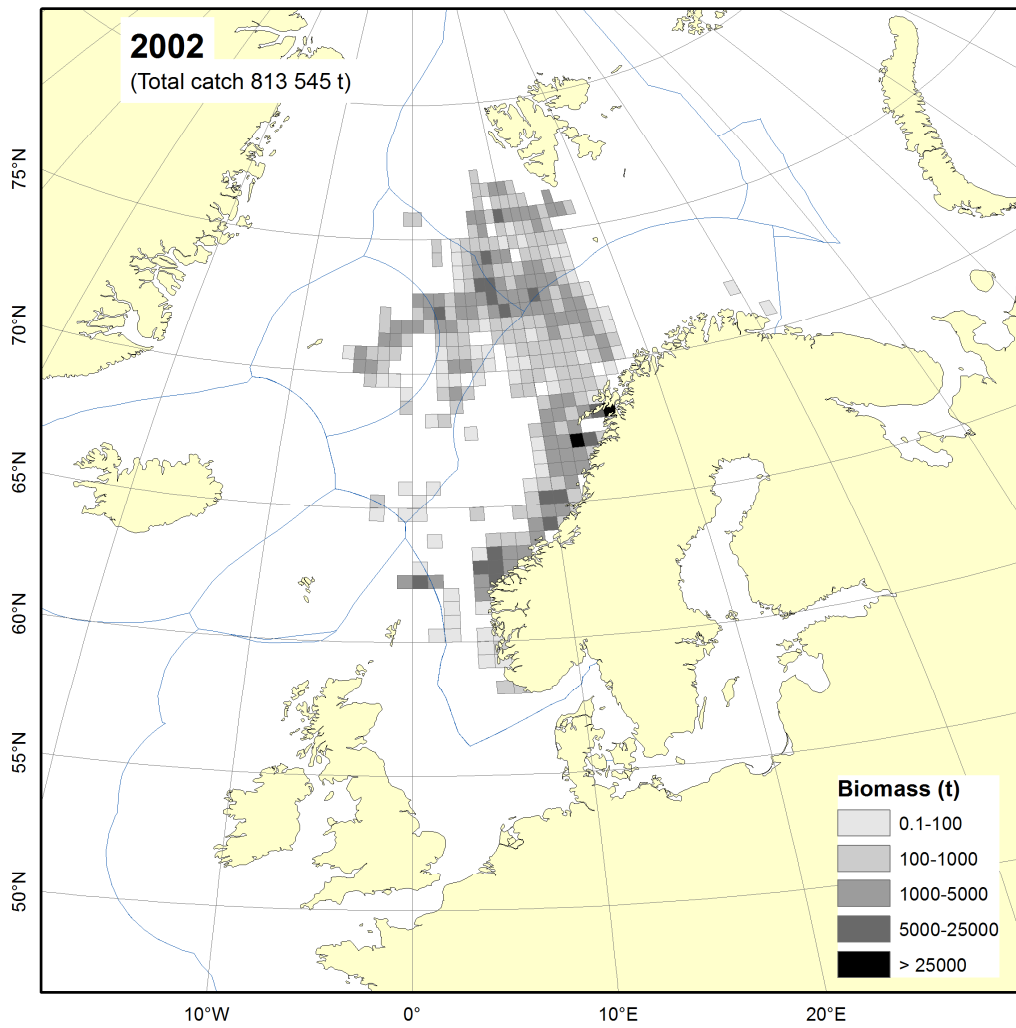 2002
(Total catch 813 545 t)
75°N
70°N
65°N
60°N
55°N
50°N
Biomass (t)
0.1-100
100-1000
1000-5000
5000-25000
> 25000
10°W
0°
10°E
20°E